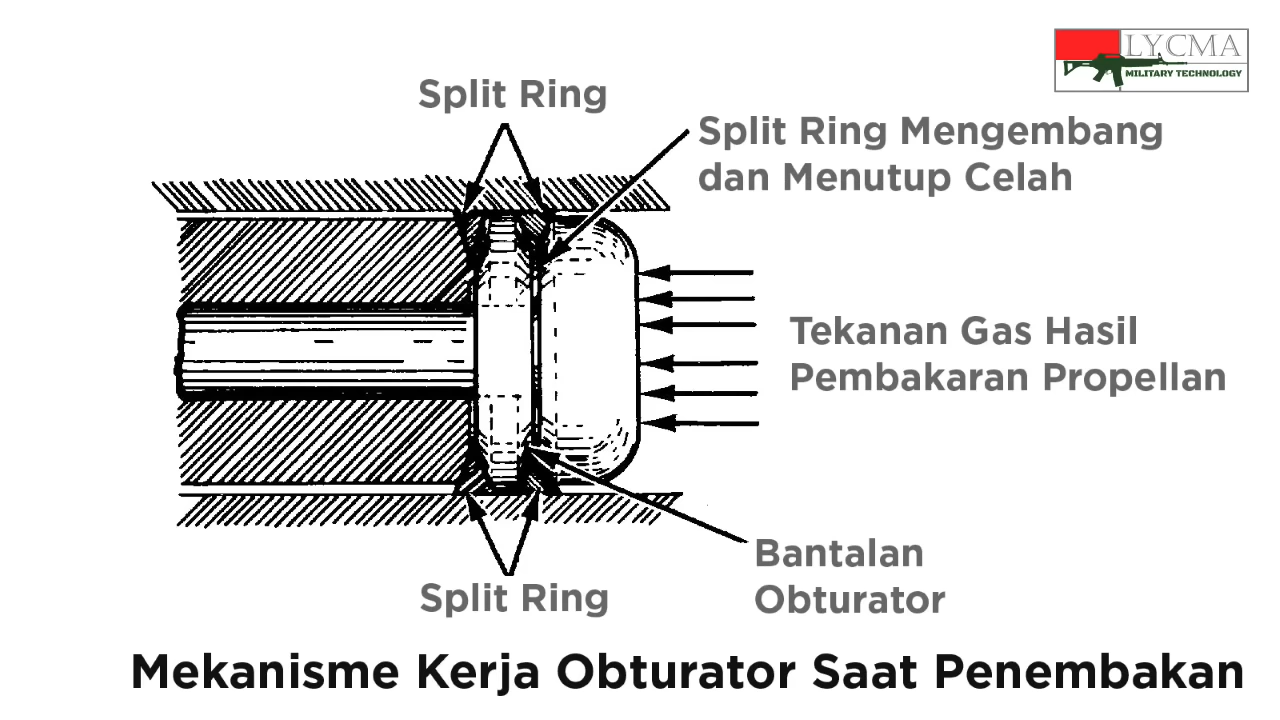 LYCMA
MILITARY TECHNOLOGY
Split Ring
Split Ring Mengembang
dan Menutup Celah
Tekanan Gas Hasil
Pembakaran Propellan
Bantalan
Obturator
Split Ring
Mekanisme Kerja Obturator Saat Penembakan